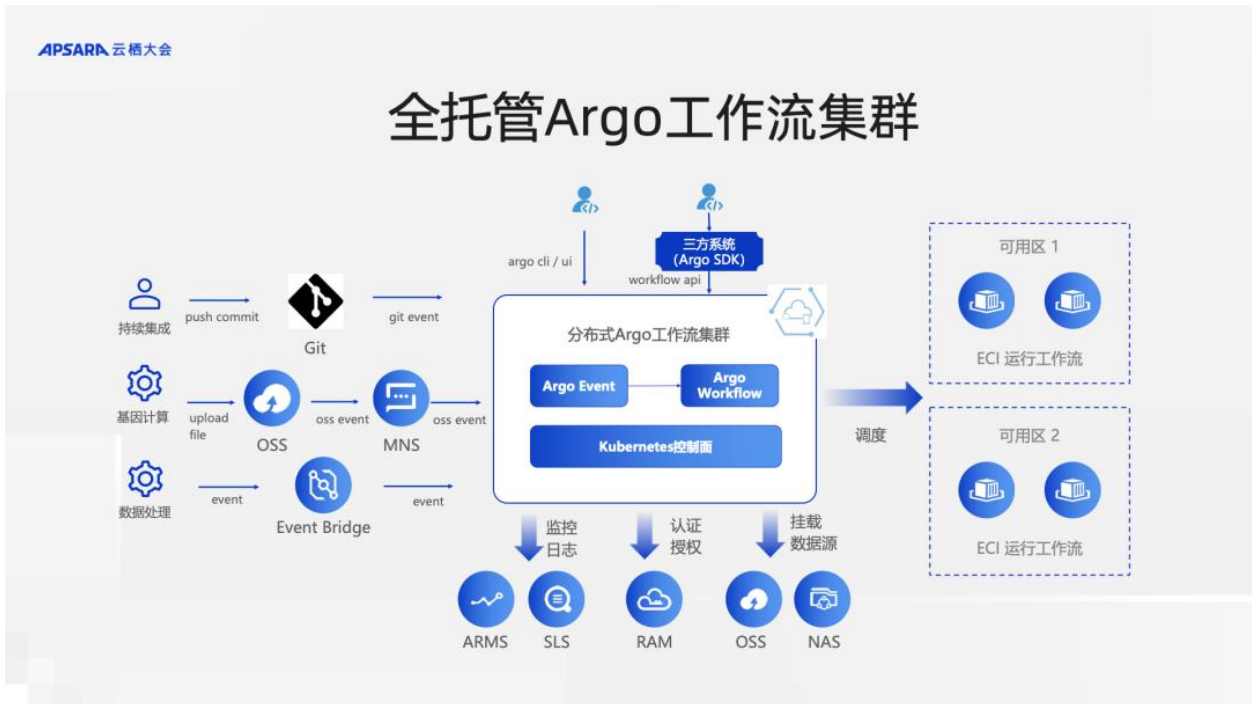 APSARA 云栖大会
全托管Argo工作流集群
argo cli / ui
三方系统
(Argo SDK)
workflow api
持续集成
push commit
Git
git event
基因计算
upload
file
OSS
oss event
MNS
oss event
数据处理
event
Event Bridge
event
分布式Argo工作流集群
Argo Event
Argo
Workflow
Kubernetes控制面
调度
可用区 1
ECI 运行工作流
可用区 2
ECI 运行工作流
监控
日志
认证
授权
挂载
数据源
ARMS
SLS
RAM
OSS
NAS